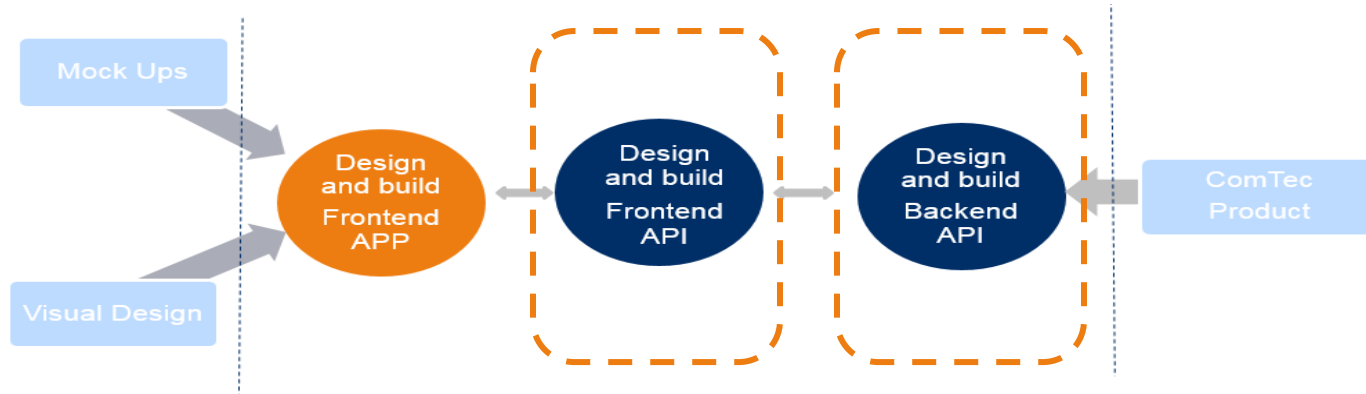 Mock Ups
Visual Design
Design
and build
Frontend
APP
Design
and build
Frontend
API
Design
and build
Backend
API
ComTec
Product